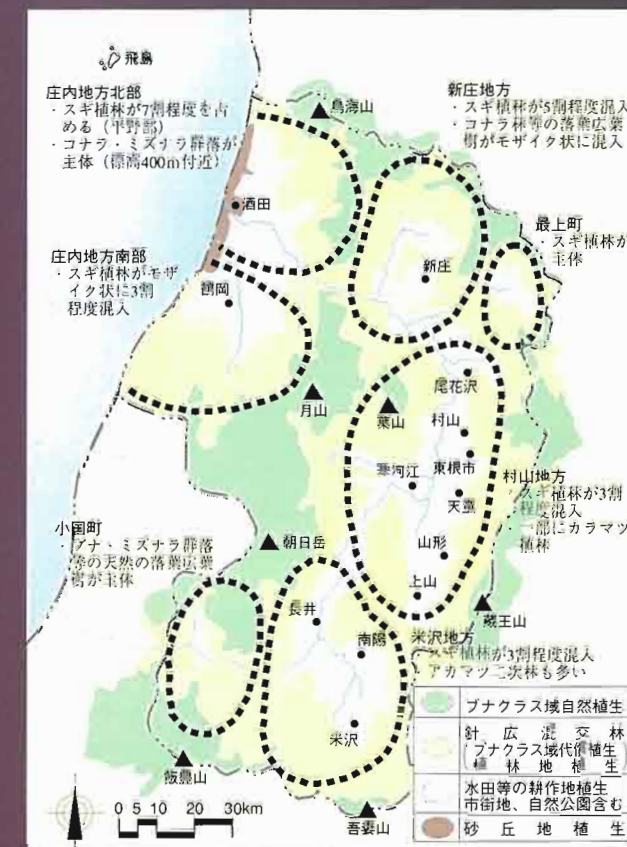 飛島
庄内地方北部
・スギ植林が7割程度を占
める（平野部）
・コナラ・ミズナラ群落が
主体（標高400m付近）
鳥海山
新庄地方
・スギ植林が5割程度混入
・コナラ林等の落葉広葉
樹がモザイク状に混入
酒田
最上町
・スギ植林が
主体
庄内地方南部
・スギ植林がモザ
イク状に3割
程度混入
新庄
鶴岡
尾花沢
月山
葉山
村山
東根市
寒河江
天童
村山地方
・スギ植林が3割
程度混入
・一部にカラマツ
植林
小国町
・ブナ・ミズナラ群落
等の天然の落葉広葉
樹が主体
朝日岳
山形
上山
蔵王山
長井
南陽
米沢地方
・スギ植林が3割程度混入
・アカマツ二次林も多い
米沢
飯豊山
吾妻山
0 5 10 20 30km
ブナクラス域自然植生
針広混交林
ブナクラス域代償植生
植林地植生
水田等の耕作地植生
市街地、自然公園含む
砂丘地植生